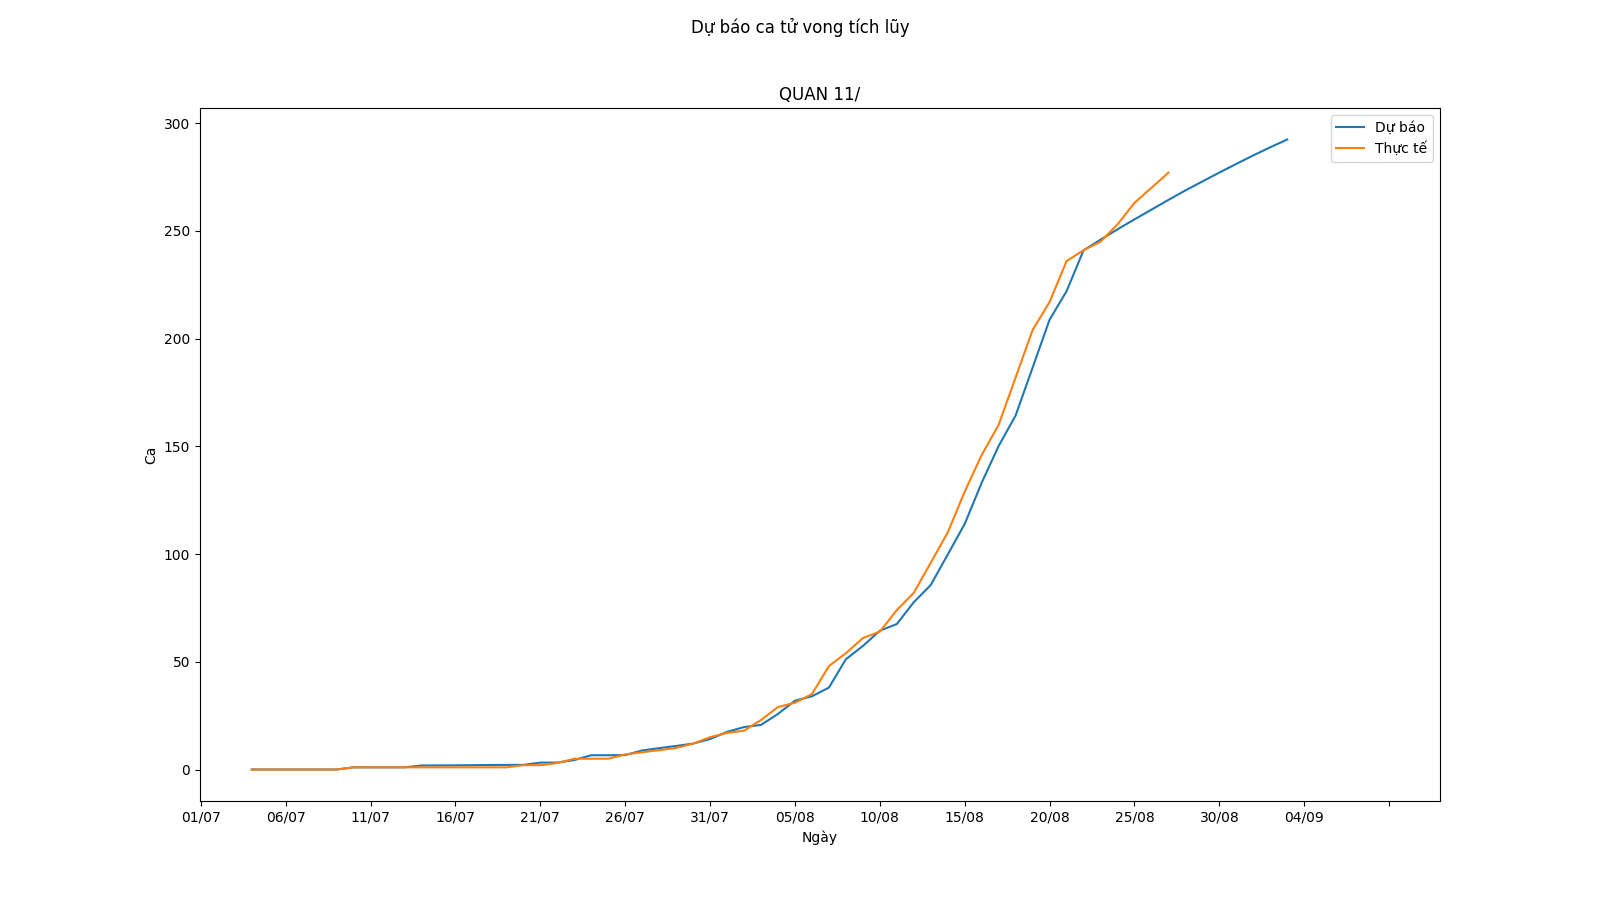 Dự báo ca tử vong tích lũy
QUAN 11/
Dự báo
Thực tế
300
250
200
150
100
50
0
Ca
01/07 06/07 11/07 16/07 21/07 26/07 31/07 05/08 10/08 15/08 20/08 25/08 30/08 04/09
Ngày